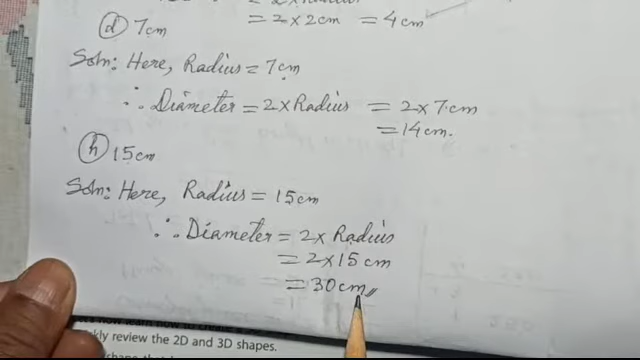 = 2 × 2cm = 4cm
(d) 7cm
Soln: Here, Radius = 7cm
∴ Diameter = 2 × Radius = 2 × 7cm
= 14cm.
(h) 15cm
Soln: Here, Radius = 15cm
∴ Diameter = 2 × Radius
= 2 × 15 cm
= 30cm
review the 2D and 3D shapes.